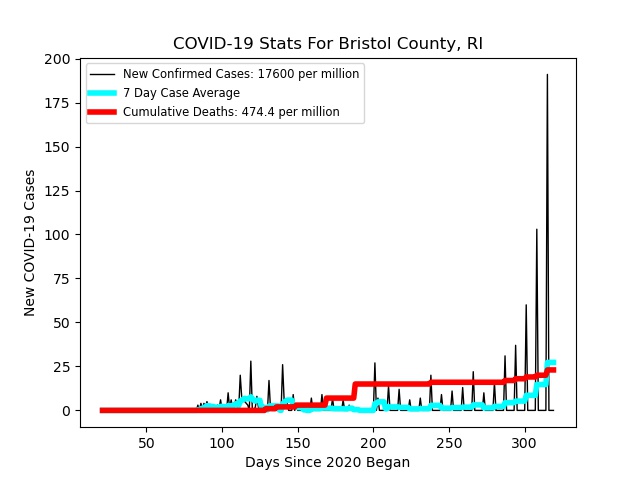 COVID-19 Stats For Bristol County, RI
New Confirmed Cases: 17600 per million
7 Day Case Average
Cumulative Deaths: 474.4 per million
New COVID-19 Cases
200
175
150
125
100
75
50
25
0
50 100 150 200 250 300
Days Since 2020 Began